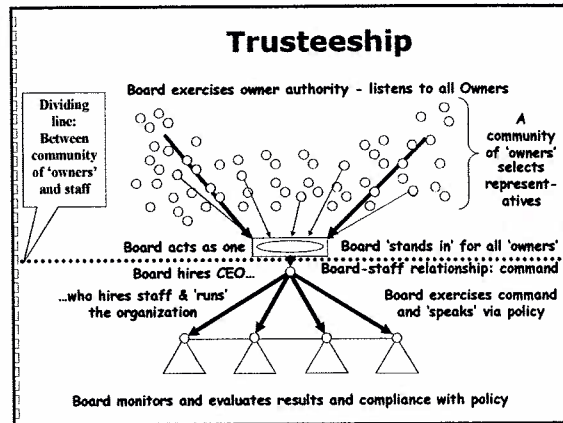 Trusteeship
Board exercises owner authority - listens to all Owners
Dividing
line:
Between
community
of 'owners'
and staff
A
community
of 'owners'
selects
represent-
atives
Board acts as one
Board 'stands in' for all 'owners'
Board hires CEO...
Board-staff relationship: command
...who hires staff & 'runs'
the organization
Board exercises command
and 'speaks' via policy
Board monitors and evaluates results and compliance with policy